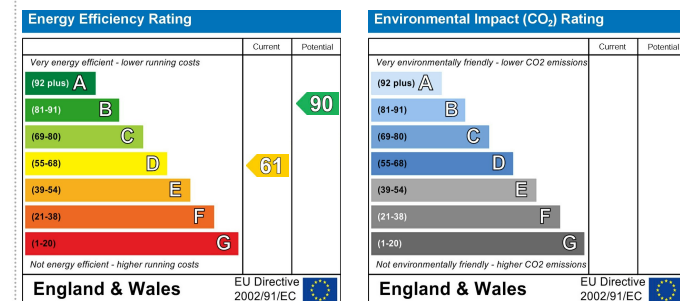 Energy Efficiency Rating
Current Potential
Very energy efficient - lower running costs
(92 plus) A
(81-91) B
90
(69-80) C
(55-68) D
61
(39-54) E
(21-38) F
(1-20) G
Not energy efficient - higher running costs
England & Wales
EU Directive
2002/91/EC
Environmental Impact (CO₂) Rating
Current Potential
Very environmentally friendly - lower CO2 emissions
(92 plus) A
(81-91) B
(69-80) C
(55-68) D
(39-54) E
(21-38) F
(1-20) G
Not environmentally friendly - higher CO2 emissions
England & Wales
EU Directive
2002/91/EC